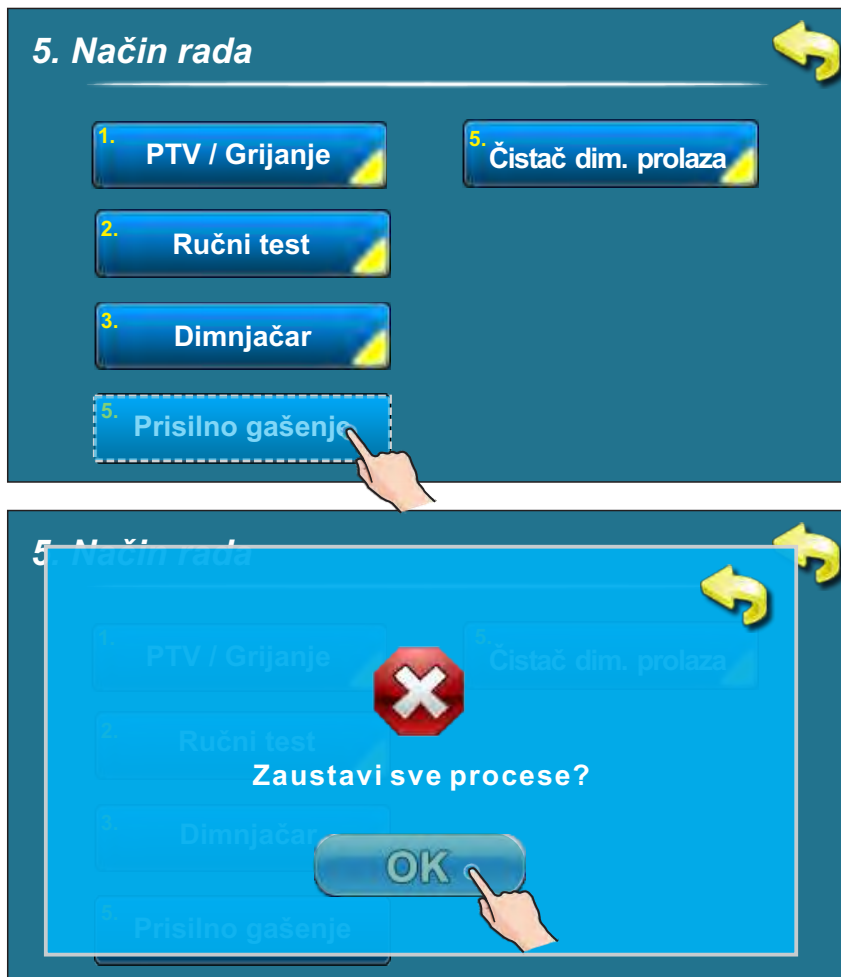 5. Način rada
1. PTV / Grijanje
2. Ručni test
3. Dimnjačar
5. Prisilno gašenje
5. Čistač dim. prolaza
5. Način rada
1. PTV / Grijanje
2. Ručni test
3. Dimnjačar
5. Prisilno gašenje
5. Čistač dim. prolaza
Zaustavi sve procese?
OK